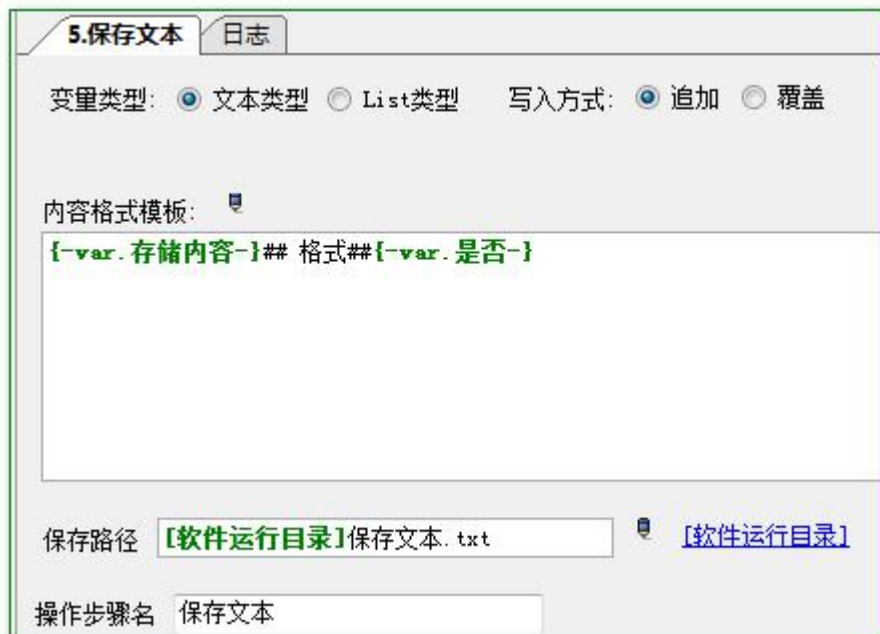 5.保存文本 日志
变量类型: 文本类型 List类型 写入方式: 追加 覆盖
内容格式模板:
{-var.存储内容-}## 格式##{-var.是否-}
保存路径 [软件运行目录]保存文本.txt [软件运行目录]
操作步骤名 保存文本